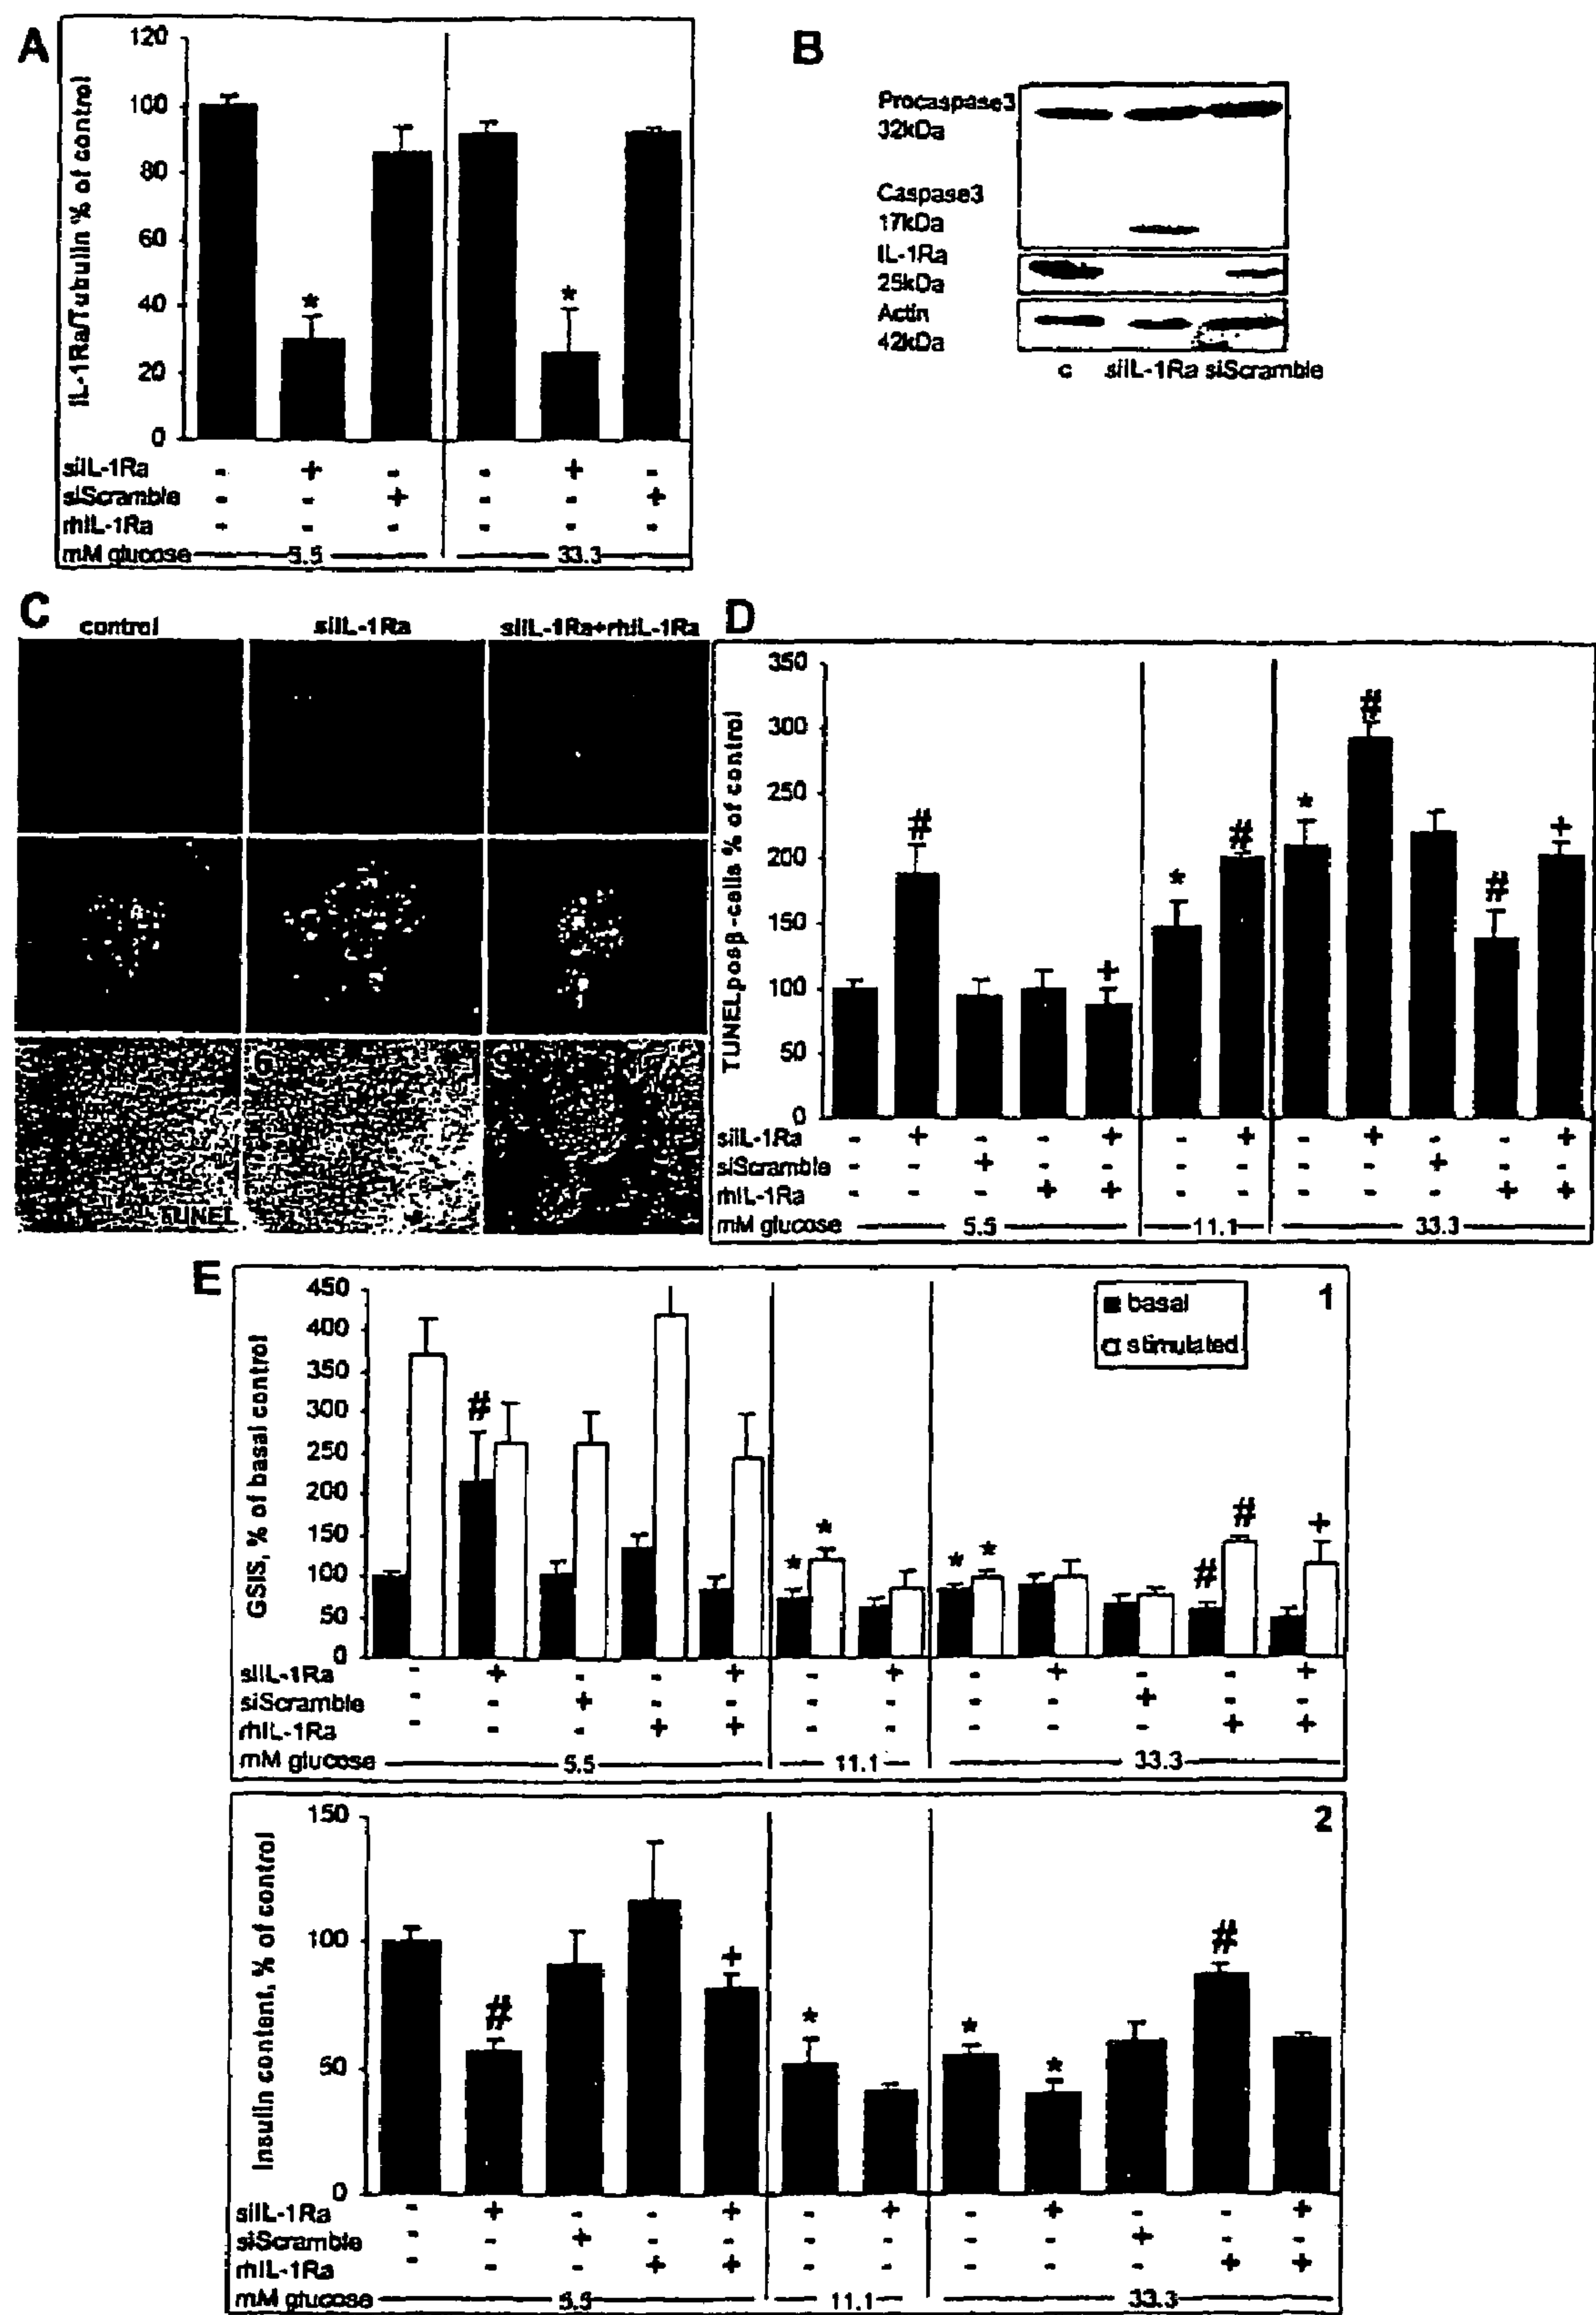 A
120
100
80
60
40
20
0
IL-1Ra/Tubulin % of control
* *
siIL-1Ra - + - - + -
siScramble - - + - - +
rhIL-1Ra - - - - - -
mM glucose 5.5 33.3
B
Procaspase3
32kDa
Caspase3
17kDa
IL-1Ra
25kDa
Actin
42kDa
c siIL-1Ra siScramble
C
control siIL-1Ra siIL-1Ra+rhIL-1Ra
TUNEL
D
350
300
250
200
150
100
50
0
TUNELposβ-cells % of control
# + * # * # # +
siIL-1Ra - + - - + - + - + - - +
siScramble - - + - - - - - - + - -
rhIL-1Ra - - - + + - - - - - + +
mM glucose 5.5 11.1 33.3
E
1
450
400
350
300
250
200
150
100
50
0
GSIS, % of basal control
basal
stimulated
# * * * * # # +
siIL-1Ra - + - - + - + - + - - +
siScramble - - + - - - - - - + - -
rhIL-1Ra - - - + + - - - - - + +
mM glucose 5.5 11.1 33.3
2
150
100
50
0
Insulin content, % of control
# + * * * #
siIL-1Ra - + - - + - + - + - - +
siScramble - - + - - - - - - + - -
rhIL-1Ra - - - + + - - - - - + +
mM glucose 5.5 11.1 33.3